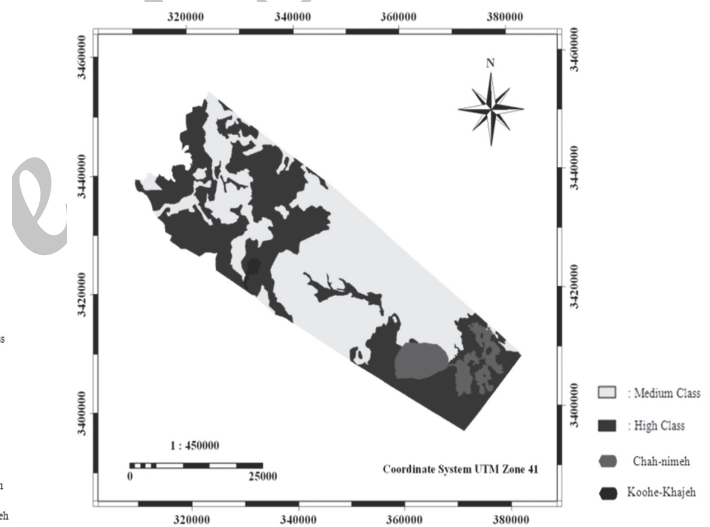 320000 340000 360000 380000
3460000
3460000
N
3440000
3440000
3420000
3420000
3400000
3400000
: Medium Class
: High Class
Chah-nimeh
Koohe-Khajeh
1 : 450000
0 25000
Coordinate System UTM Zone 41
320000 340000 360000 380000